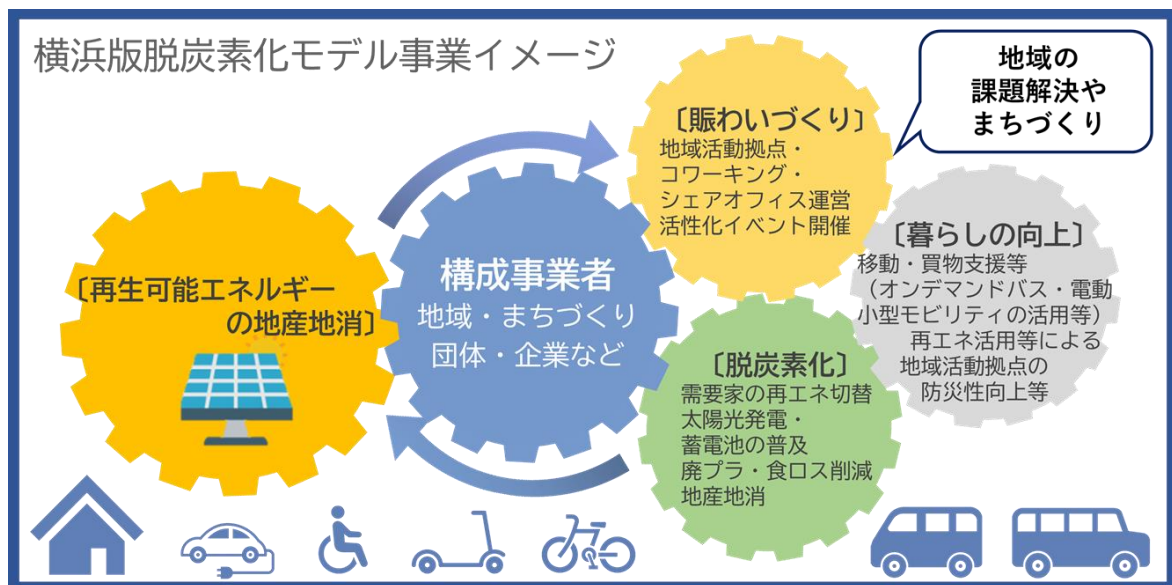 横浜版脱炭素化モデル事業イメージ
地域の
課題解決や
まちづくり
〔賑わいづくり〕
地域活動拠点・
コワーキング・
シェアオフィス運営
活性化イベント開催
〔再生可能エネルギー
の地産地消〕
構成事業者
地域・まちづくり
団体・企業など
〔暮らしの向上〕
移動・買物支援等
（オンデマンドバス・電動
小型モビリティの活用等）
再エネ活用等による
地域活動拠点の
防災性向上等
〔脱炭素化〕
需要家の再エネ切替
太陽光発電・
蓄電池の普及
廃プラ・食ロス削減
地産地消